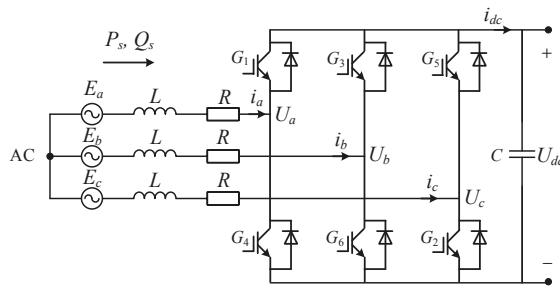 P_s, Q_s
i_dc
+
G_1
G_3
G_5
E_a
L
R
i_a
U_a
AC
E_b
L
R
i_b
U_b
C
U_dc
E_c
L
R
i_c
U_c
G_4
G_6
G_2
−